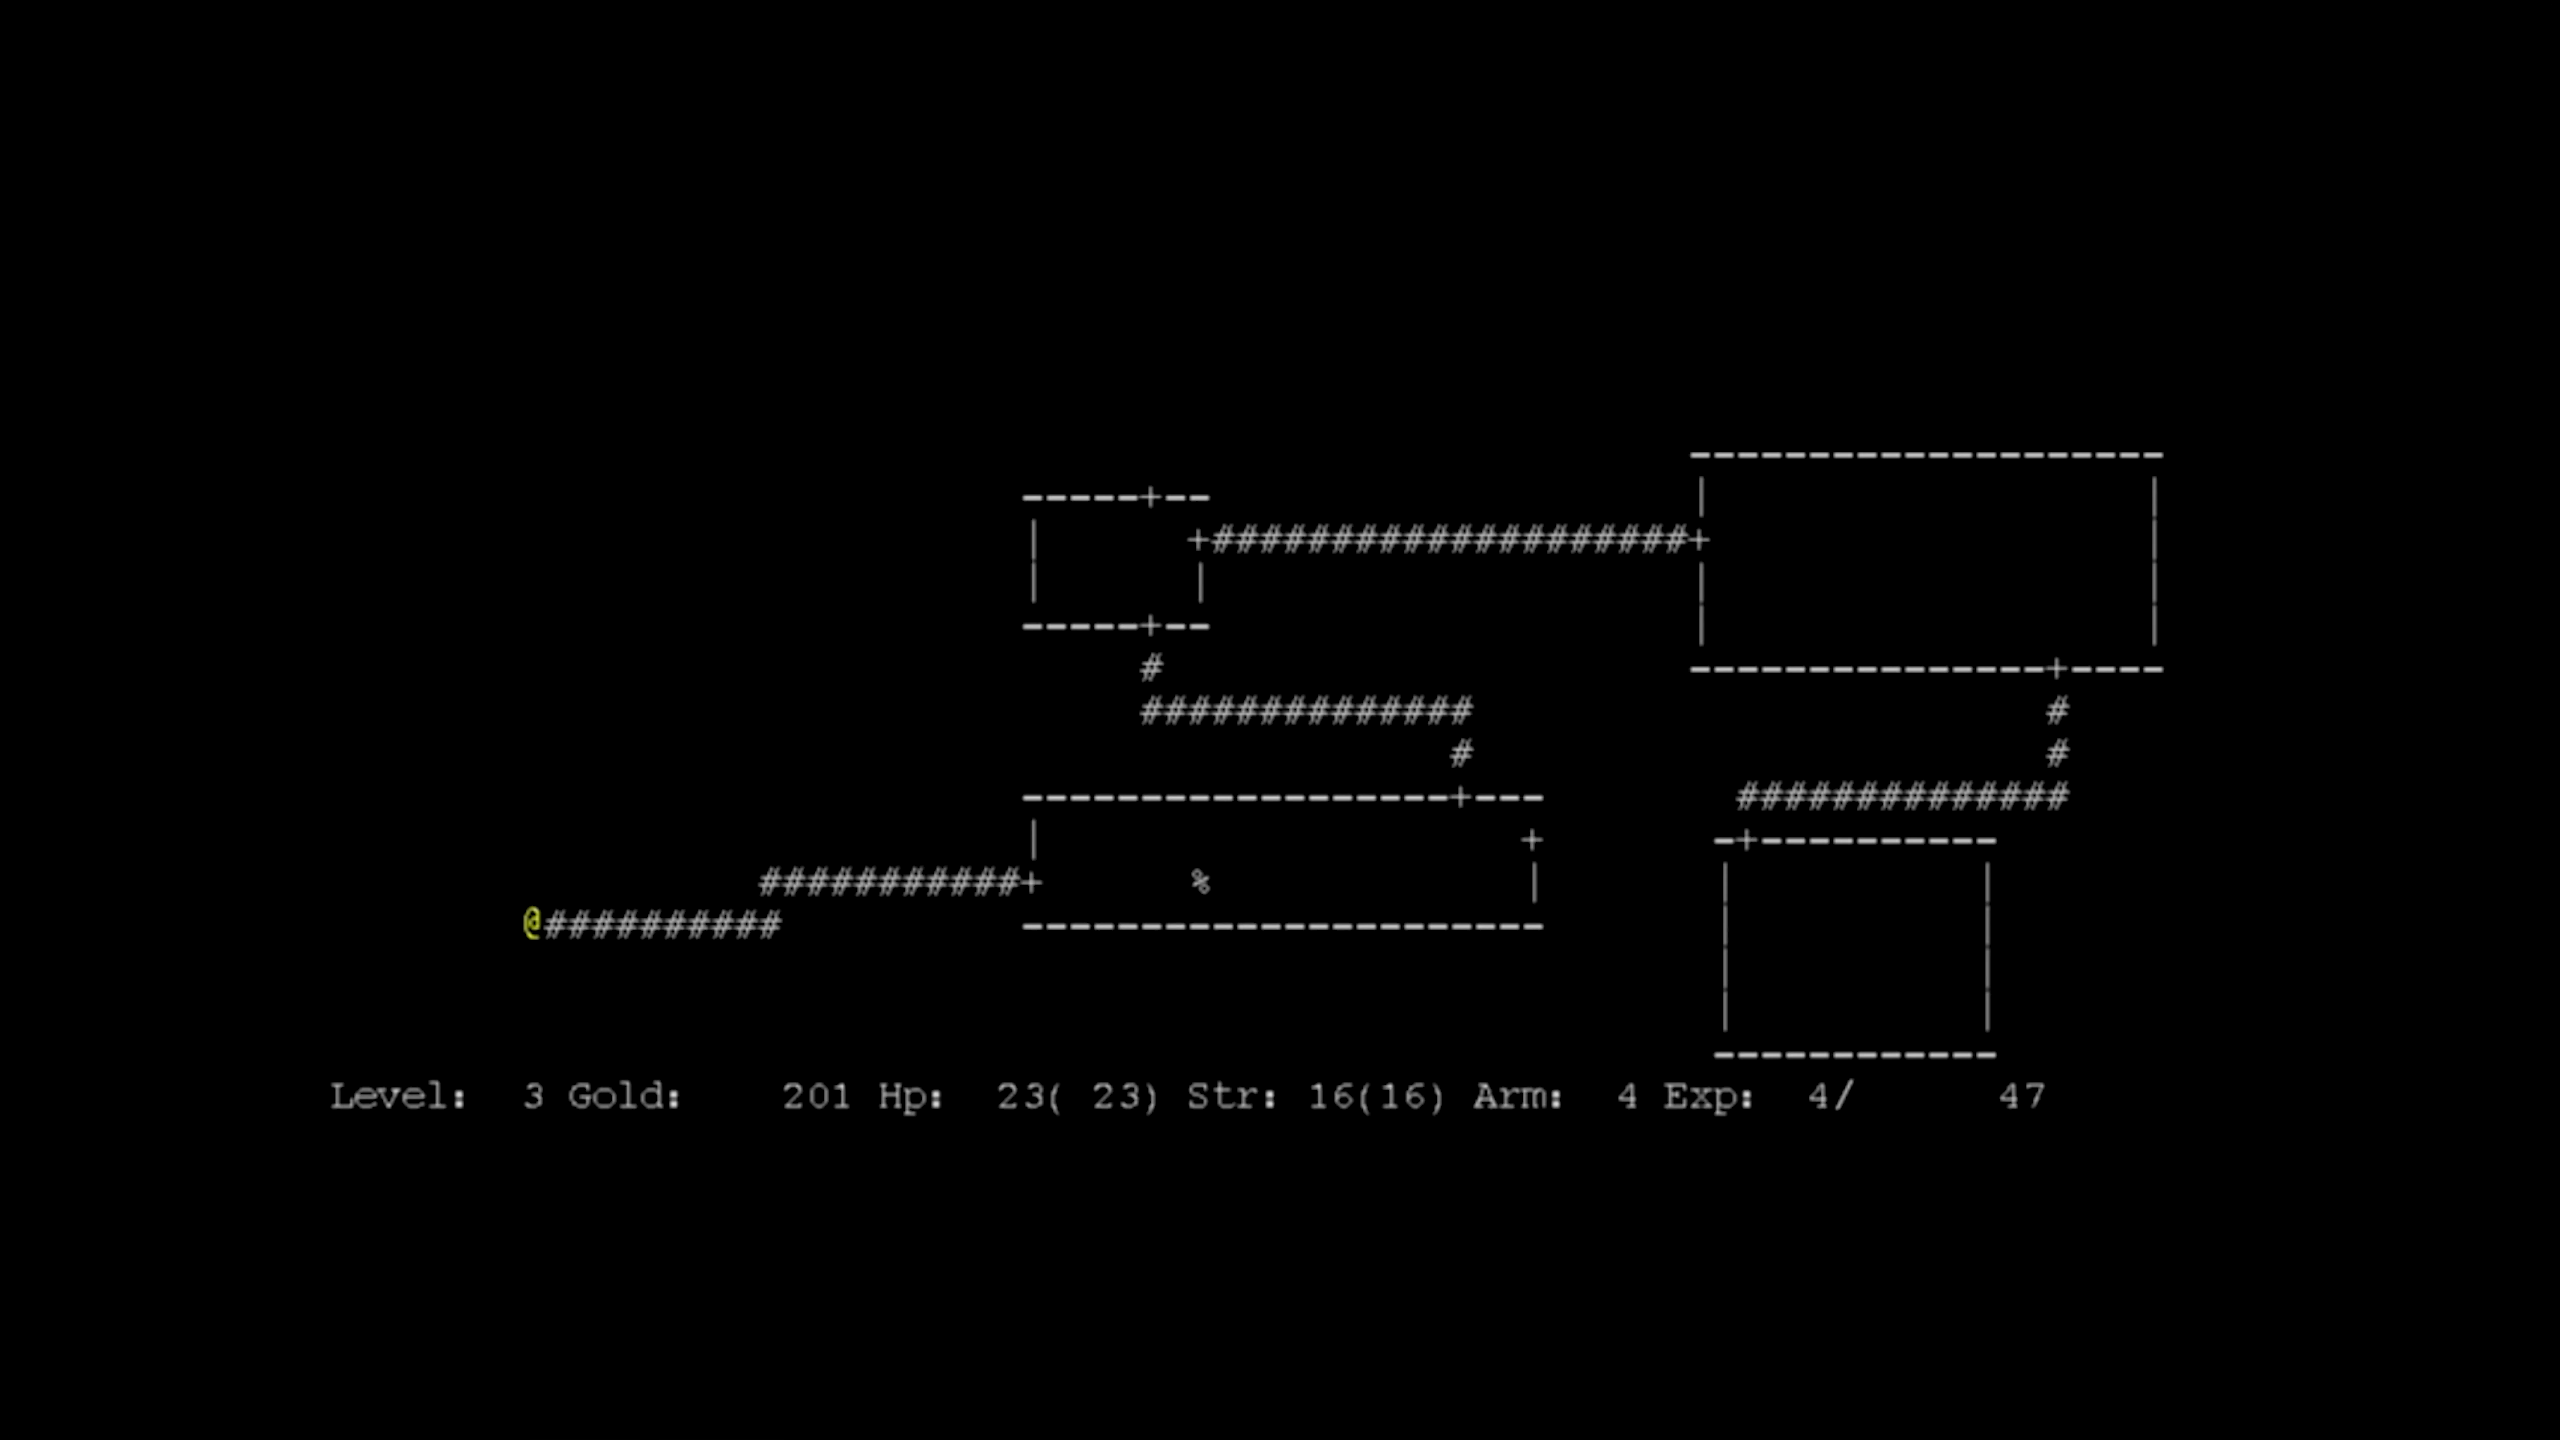 --------------------
-----+--
| |
| +####################+ |
| | | |
-----+-- | |
# ---------------+----
############## #
# #
------------------+--- ##############
| + -+----------
###########+ % | | |
@########## ---------------------- | |
| |
| |
------------
Level: 3 Gold: 201 Hp: 23( 23) Str: 16(16) Arm: 4 Exp: 4/ 47